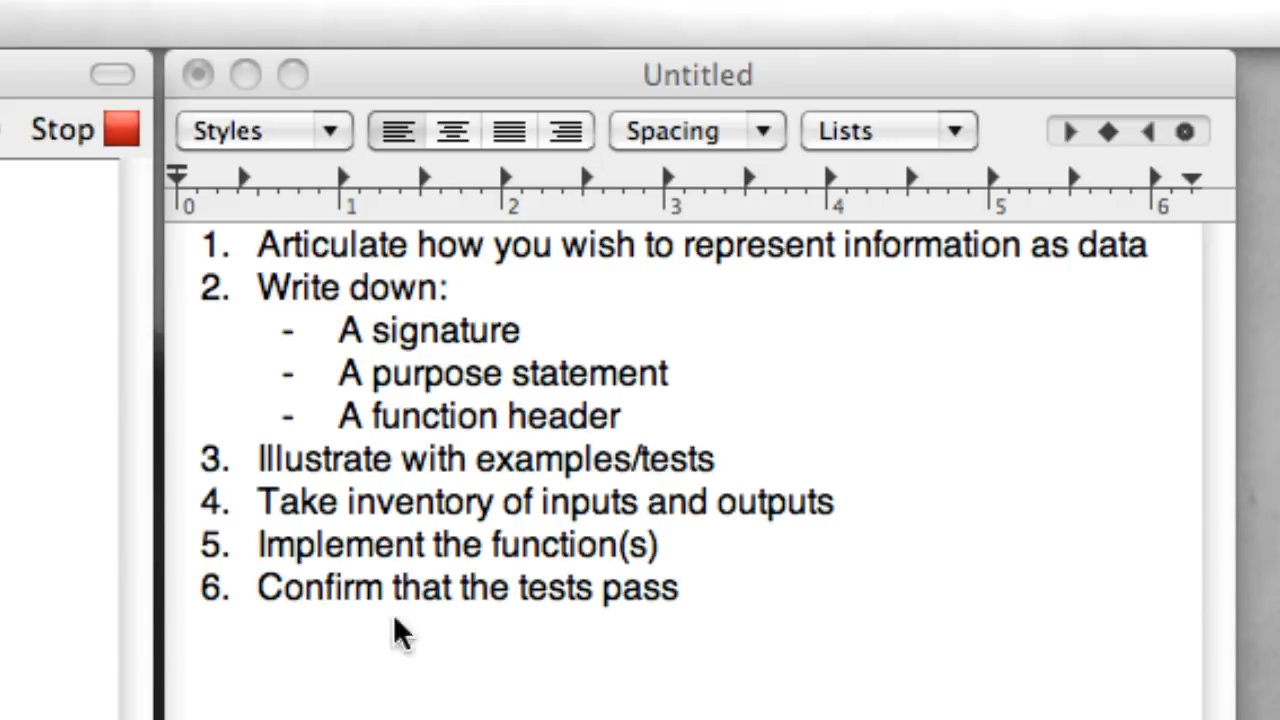 Untitled
Stop
Styles
Spacing
Lists
0 1 2 3 4 5 6
1. Articulate how you wish to represent information as data
2. Write down:
- A signature
- A purpose statement
- A function header
3. Illustrate with examples/tests
4. Take inventory of inputs and outputs
5. Implement the function(s)
6. Confirm that the tests pass